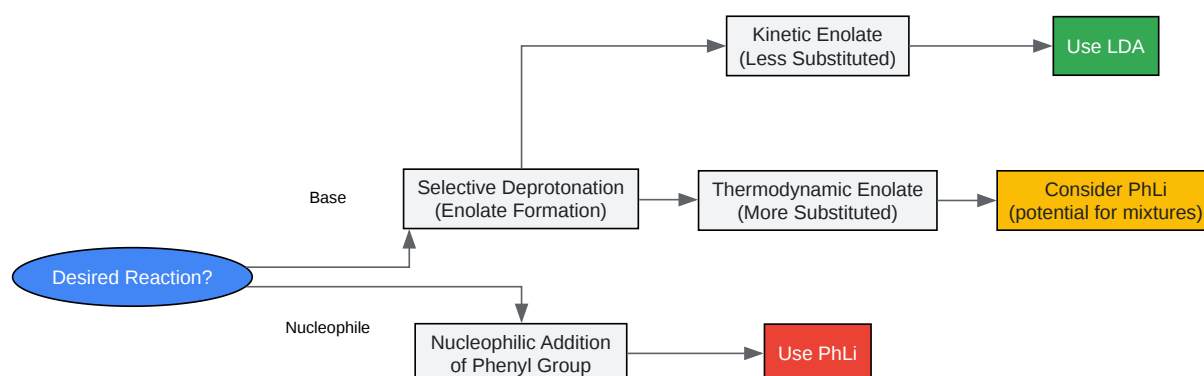 Kinetic Enolate
(Less Substituted)
Use LDA
Base
Selective Deprotonation
(Enolate Formation)
Thermodynamic Enolate
(More Substituted)
Consider PhLi
(potential for mixtures)
Desired Reaction?
Nucleophile
Nucleophilic Addition
of Phenyl Group
Use PhLi